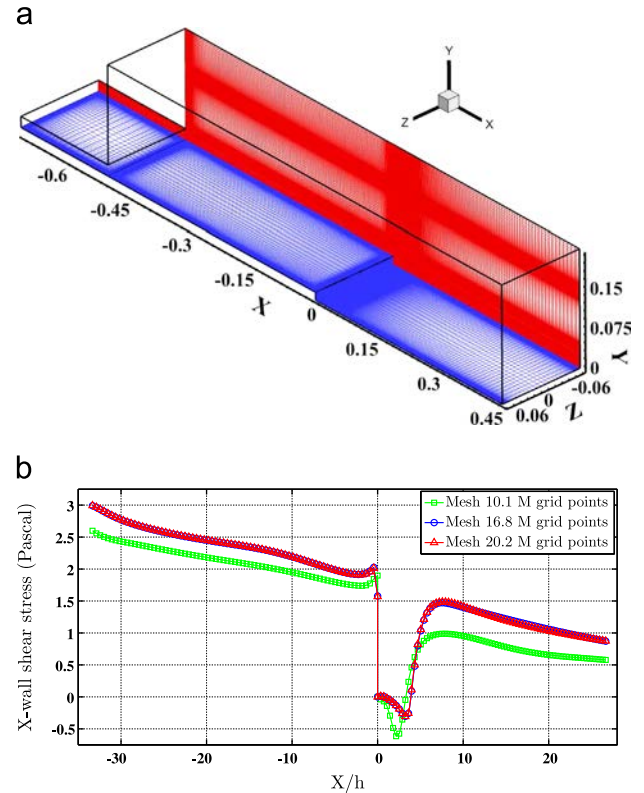 a
Y
Z
X
-0.6
-0.45
-0.3
-0.15
X
0
0.15
0.3
0.45
0.15
0.075
Y
0
-0.06
0
Z
0.06
b
X-wall shear stress (Pascal)
3
2.5
2
1.5
1
0.5
0
-0.5
Mesh 10.1 M grid points
Mesh 16.8 M grid points
Mesh 20.2 M grid points
-30 -20 -10 0 10 20
X/h